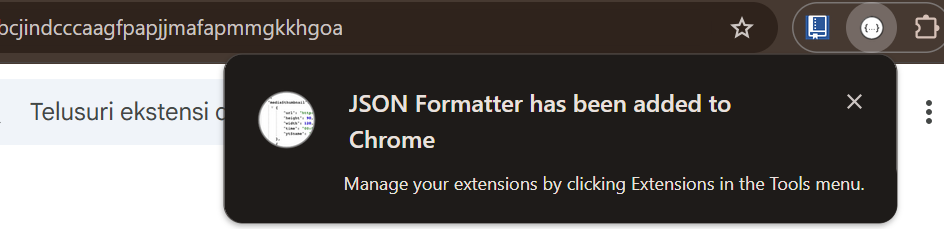 bcjindcccaagfpapjjmafapmmgkkhgoa
{...}
Telusuri ekstensi
JSON Formatter has been added to
Chrome
Manage your extensions by clicking Extensions in the Tools menu.